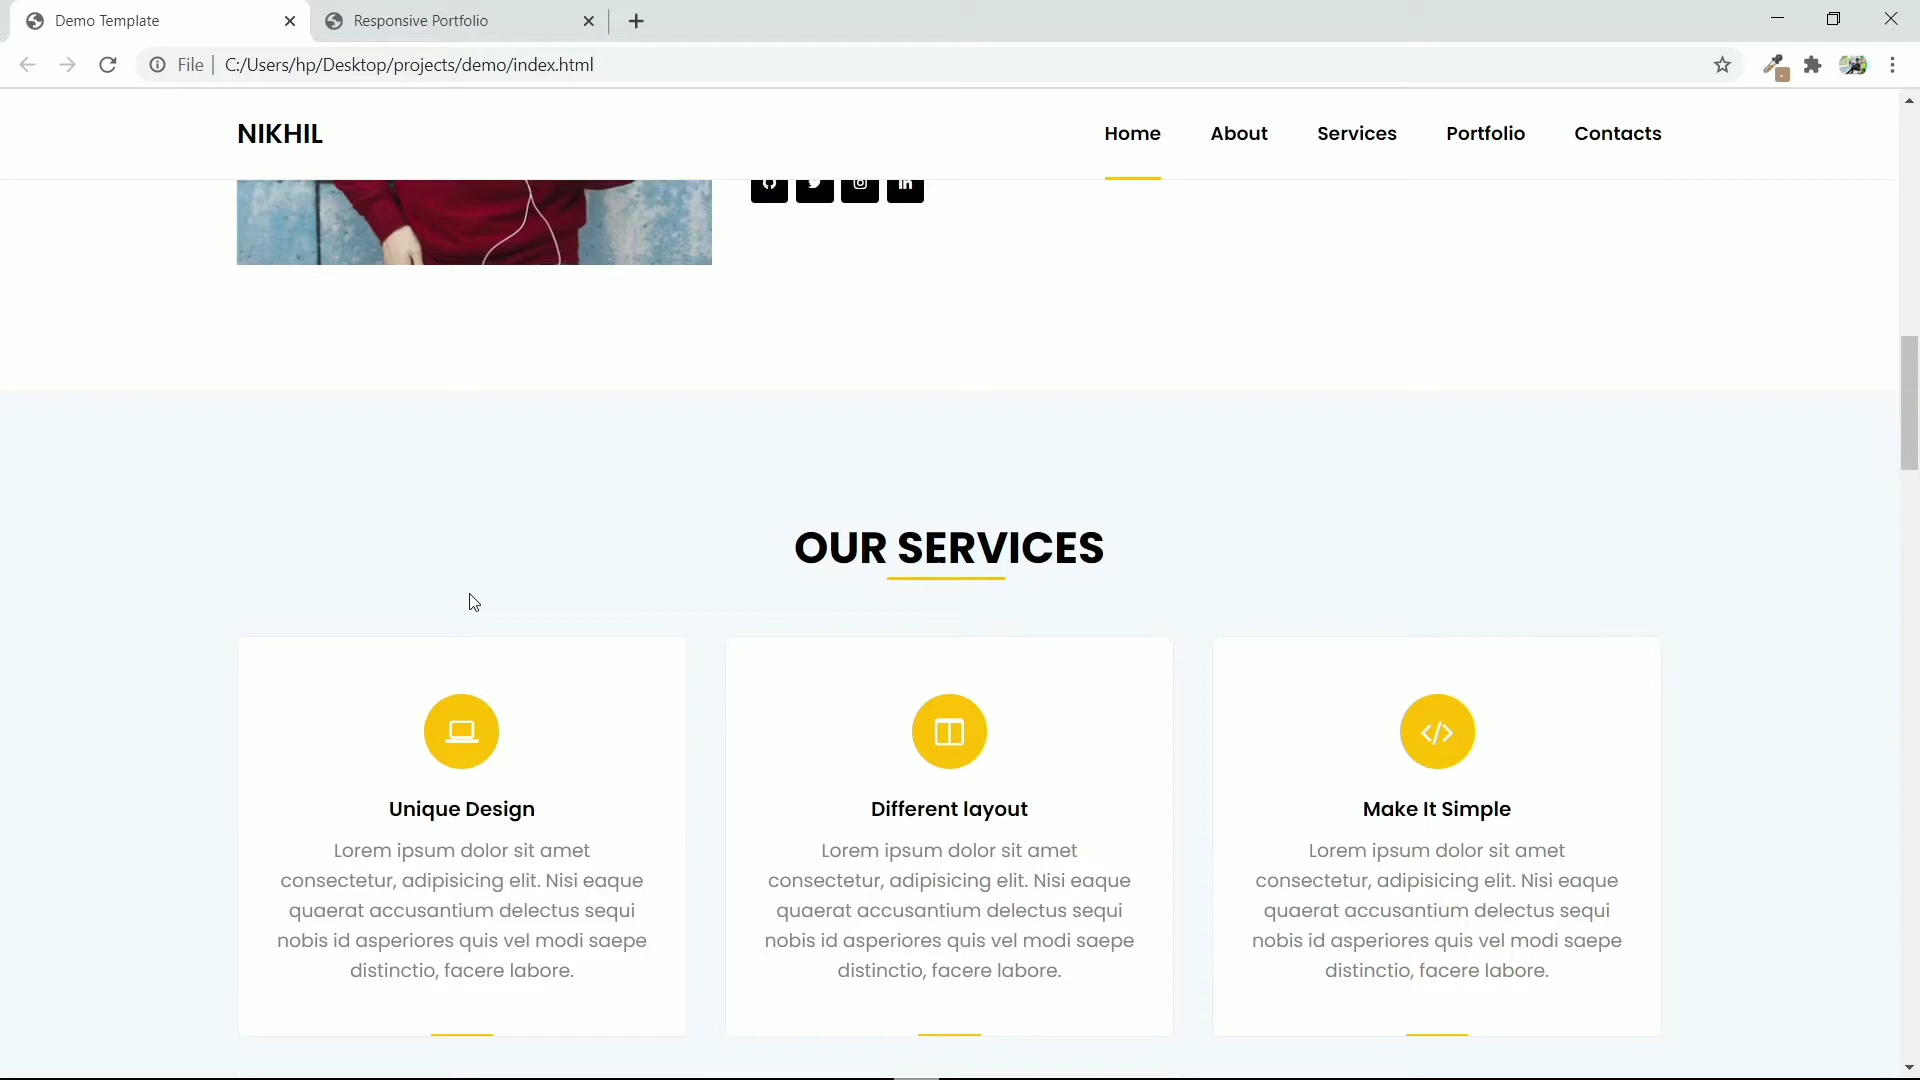 Demo Template
Responsive Portfolio
File
C:/Users/hp/Desktop/projects/demo/index.html
NIKHIL
Home About Services Portfolio Contacts
OUR SERVICES
Unique Design
Lorem ipsum dolor sit amet
consectetur, adipisicing elit. Nisi eaque
quaerat accusantium delectus sequi
nobis id asperiores quis vel modi saepe
distinctio, facere labore.
Different layout
Lorem ipsum dolor sit amet
consectetur, adipisicing elit. Nisi eaque
quaerat accusantium delectus sequi
nobis id asperiores quis vel modi saepe
distinctio, facere labore.
Make It Simple
Lorem ipsum dolor sit amet
consectetur, adipisicing elit. Nisi eaque
quaerat accusantium delectus sequi
nobis id asperiores quis vel modi saepe
distinctio, facere labore.